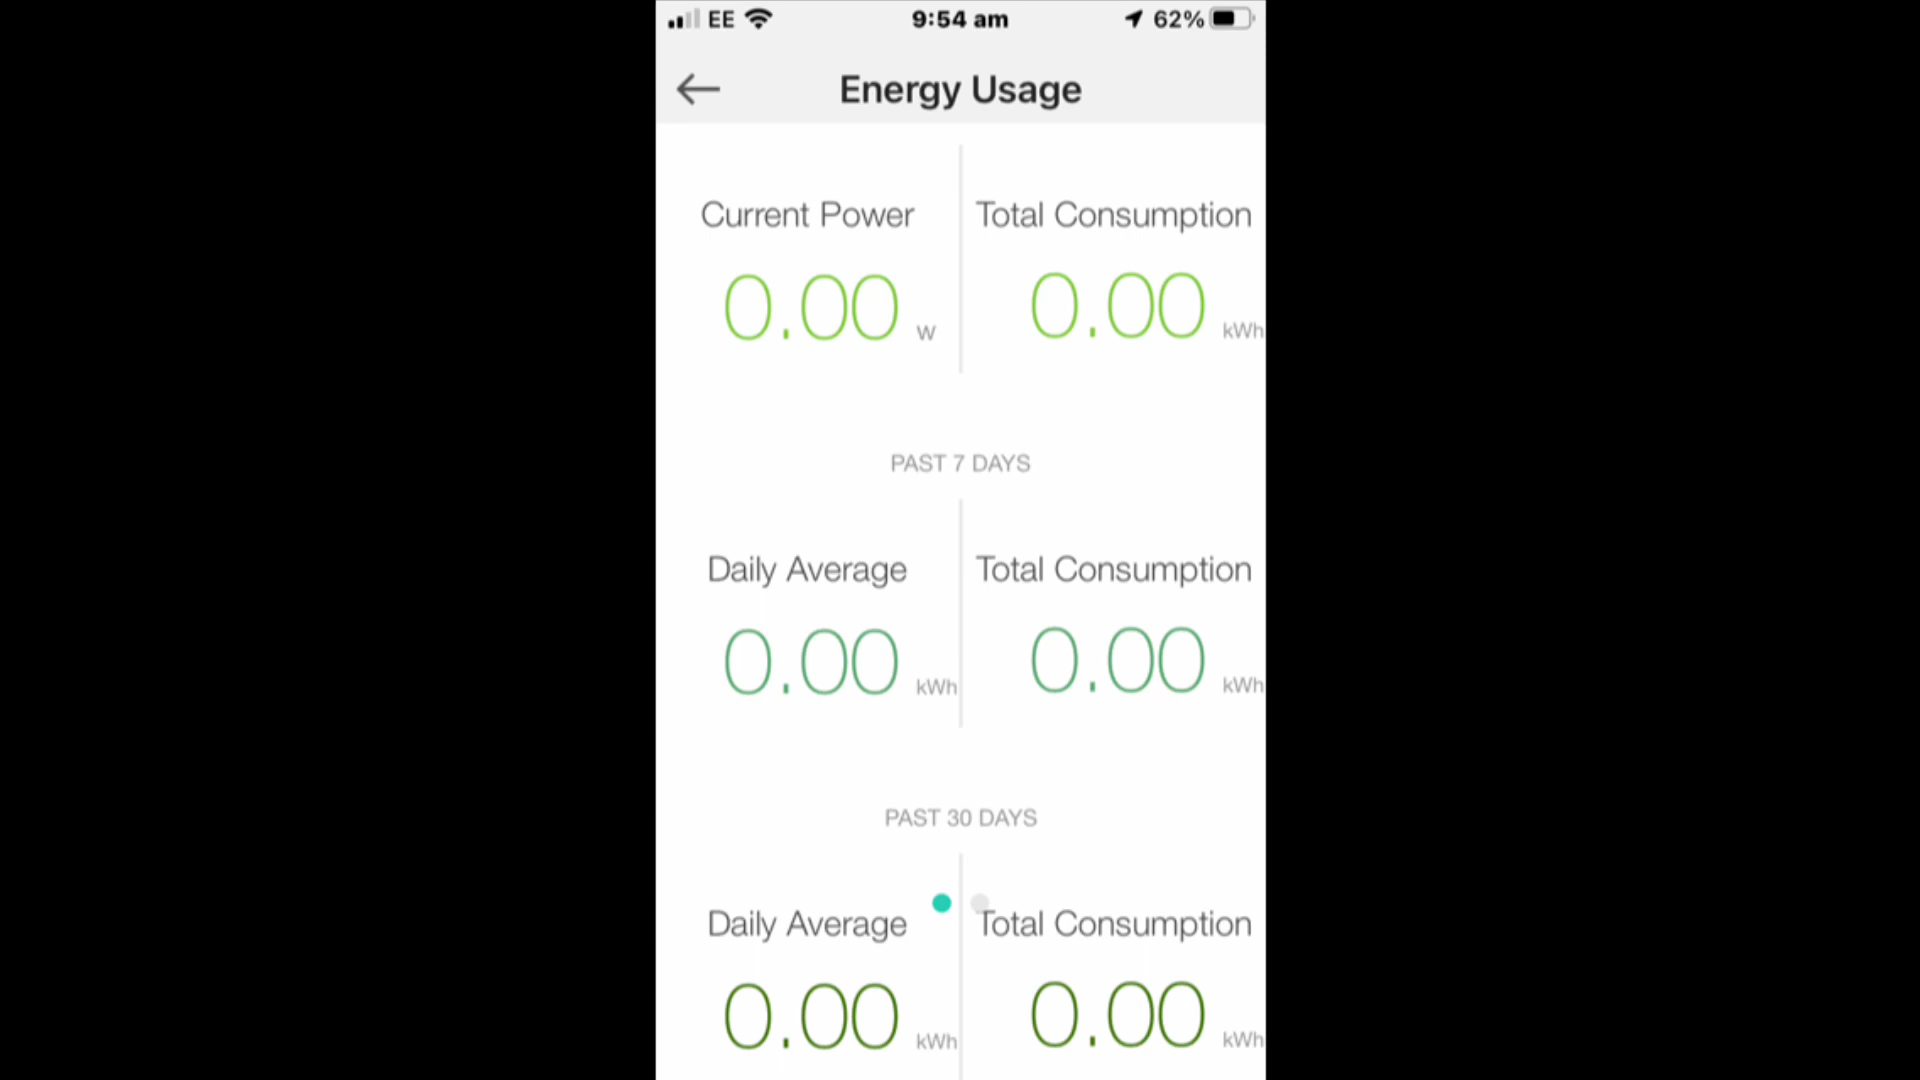 EE 9:54 am 62%
Energy Usage
Current Power Total Consumption
0.00 W 0.00 kWh
PAST 7 DAYS
Daily Average Total Consumption
0.00 kWh 0.00 kWh
PAST 30 DAYS
Daily Average Total Consumption
0.00 kWh 0.00 kWh